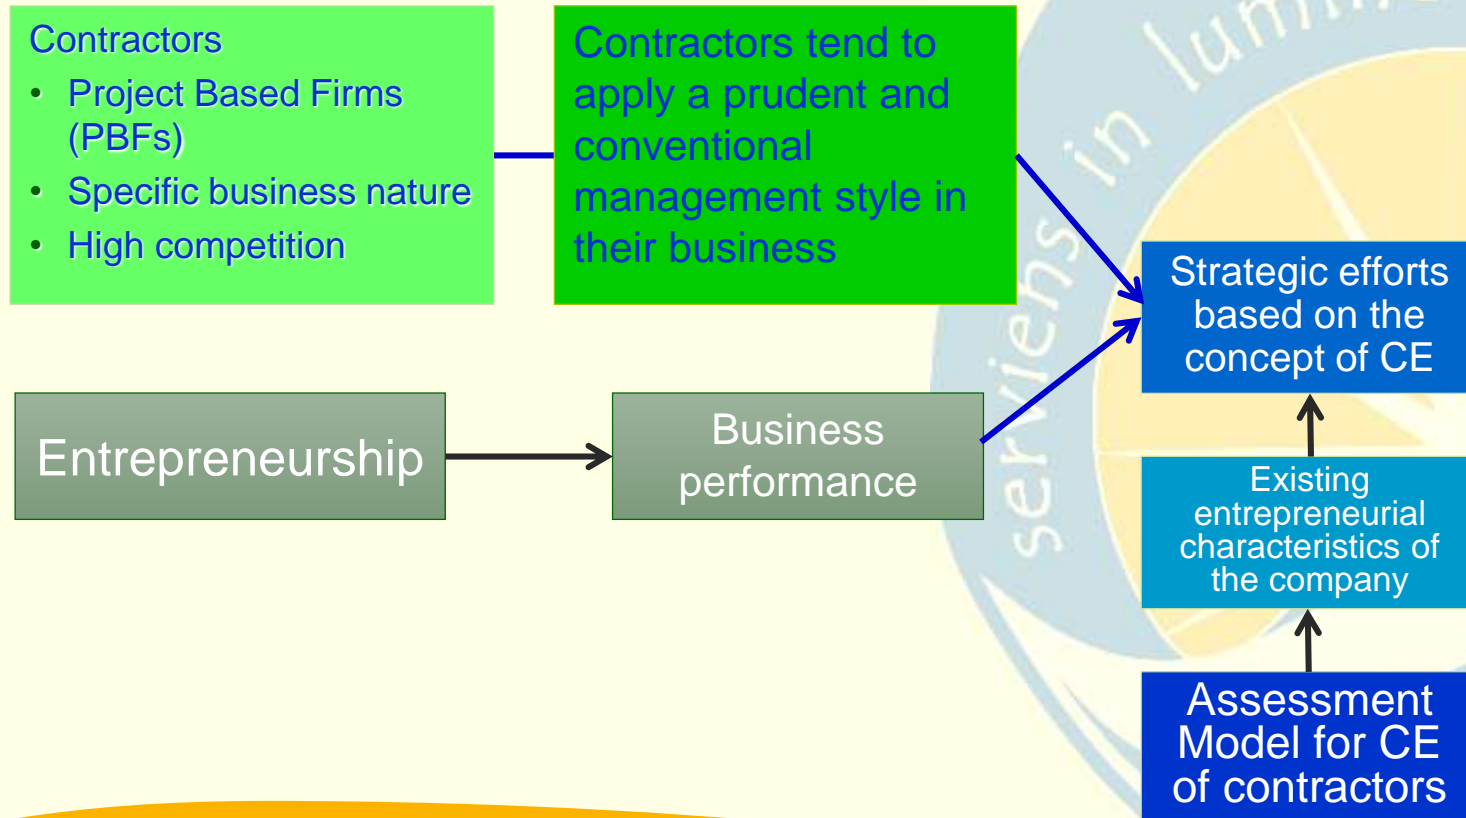 Contractors
• Project Based Firms
(PBFs)
• Specific business nature
• High competition
Contractors tend to
apply a prudent and
conventional
management style in
their business
Strategic efforts
based on the
concept of CE
Entrepreneurship
Business
performance
Existing
entrepreneurial
characteristics of
the company
Assessment
Model for CE
of contractors
serviens in